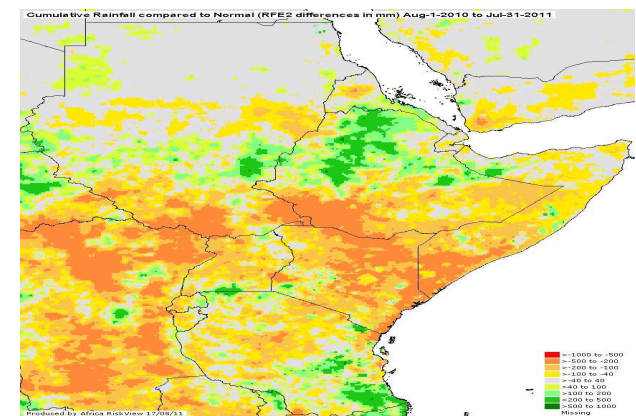 Cumulative Rainfall compared to Normal (RFE2 differences in mm) Aug-1-2010 to Jul-31-2011
>-1000 to -500
>-500 to -200
>-200 to -100
>-100 to -40
>-40 to 40
>40 to 100
>100 to 200
>200 to 500
>500 to 1000
Missing
Produced by Africa RiskView 17/08/11